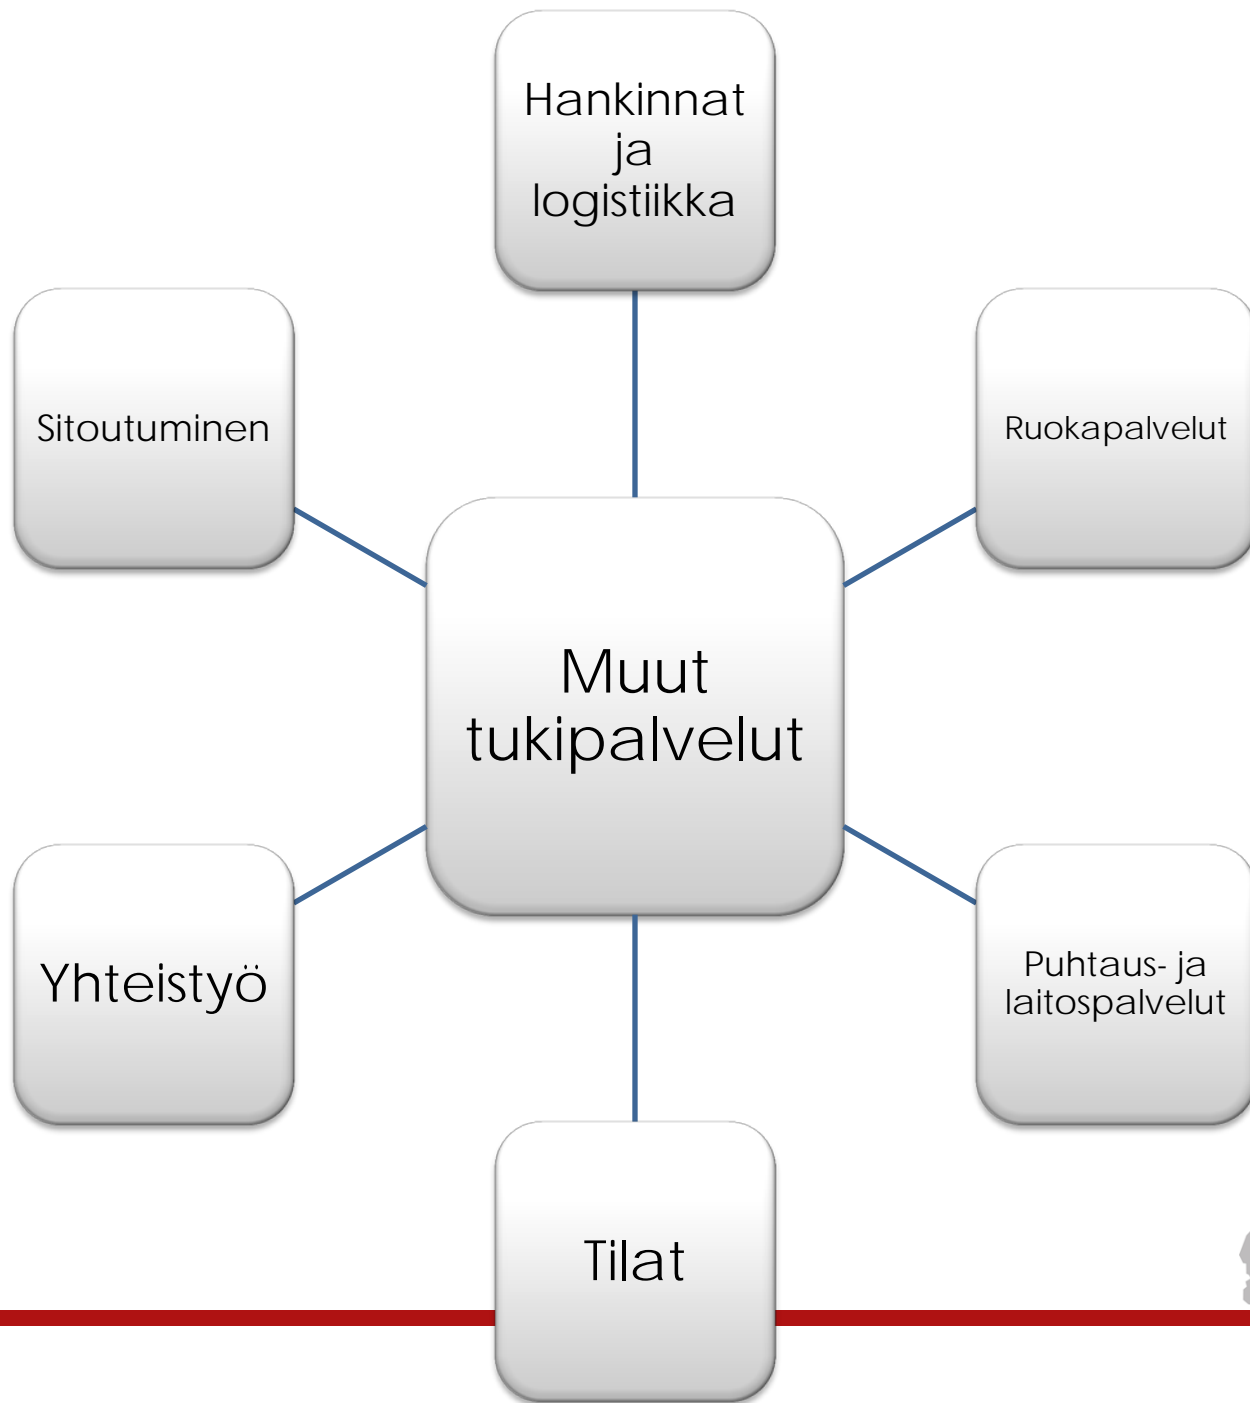 Hankinnat
ja
logistiikka
Sitoutuminen
Ruokapalvelut
Muut
tukipalvelut
Yhteistyö
Puhtaus- ja
laitospalvelut
Tilat